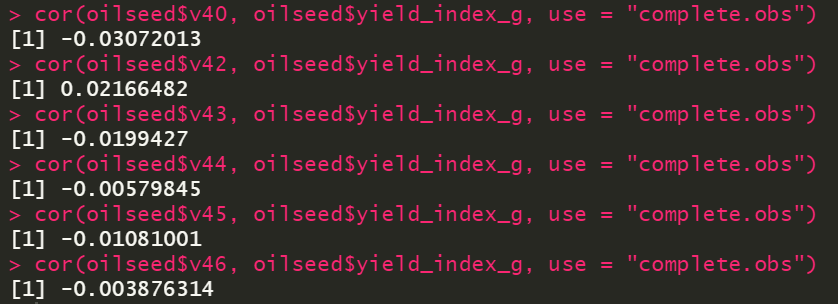 > cor(oilseed$v40, oilseed$yield_index_g, use = "complete.obs")
[1] -0.03072013
> cor(oilseed$v42, oilseed$yield_index_g, use = "complete.obs")
[1] 0.02166482
> cor(oilseed$v43, oilseed$yield_index_g, use = "complete.obs")
[1] -0.0199427
> cor(oilseed$v44, oilseed$yield_index_g, use = "complete.obs")
[1] -0.00579845
> cor(oilseed$v45, oilseed$yield_index_g, use = "complete.obs")
[1] -0.01081001
> cor(oilseed$v46, oilseed$yield_index_g, use = "complete.obs")
[1] -0.003876314